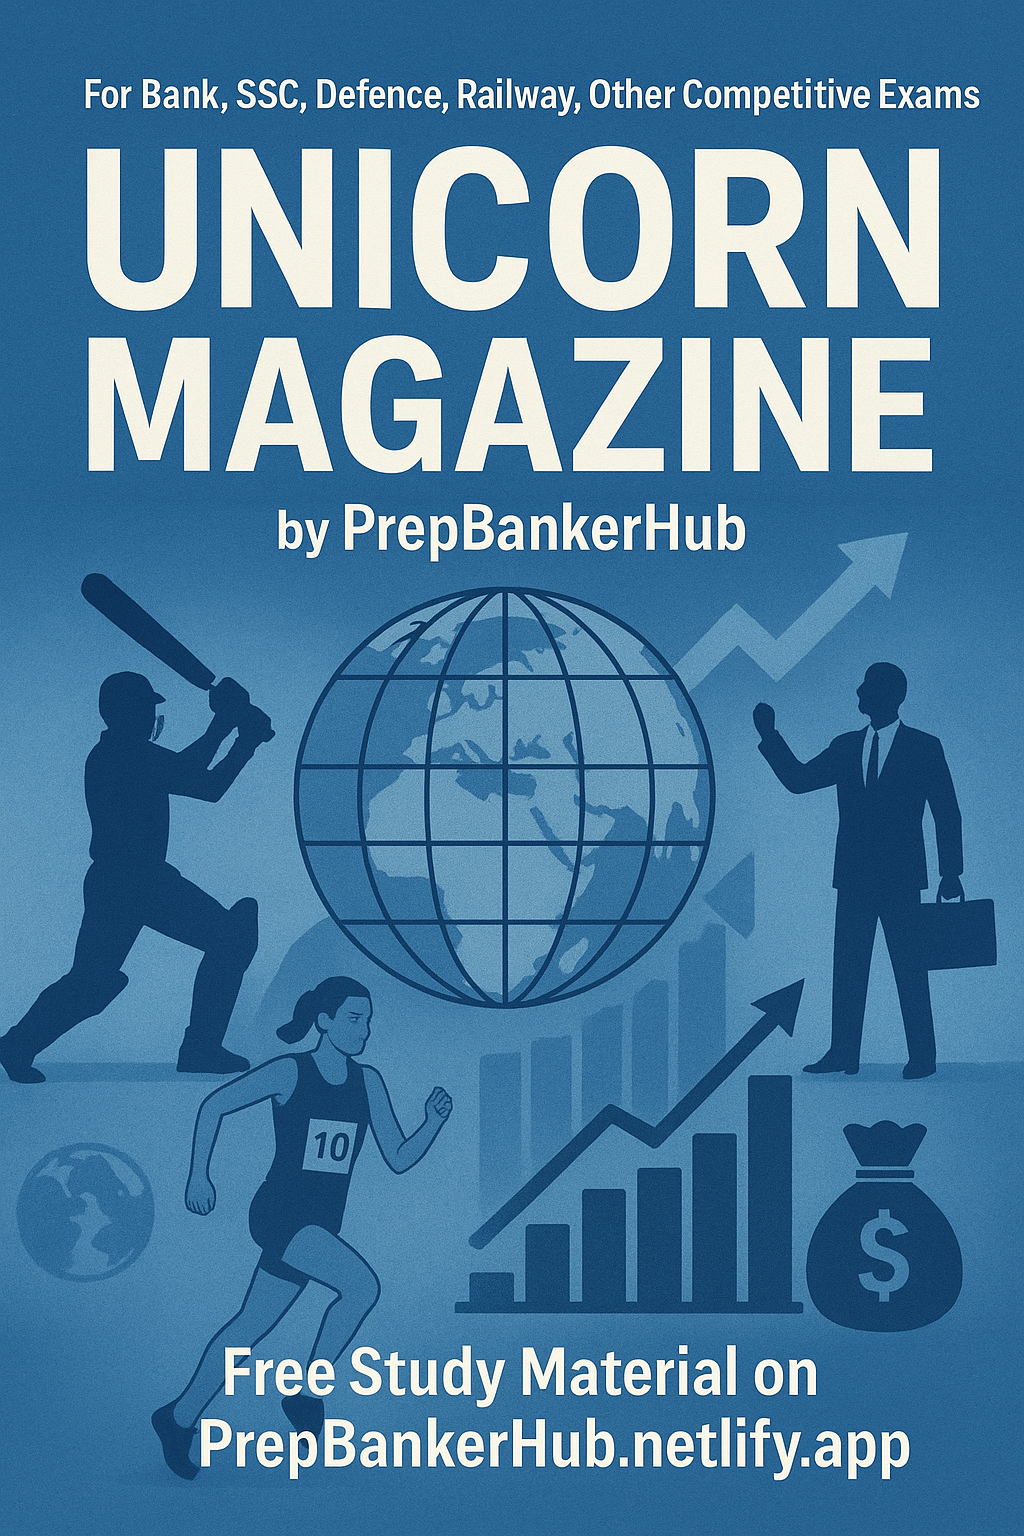 For Bank, SSC, Defence, Railway, Other Competitive Exams
UNICORN
MAGAZINE
by PrepBankerHub
10
$
Free Study Material on
PrepBankerHub.netlify.app